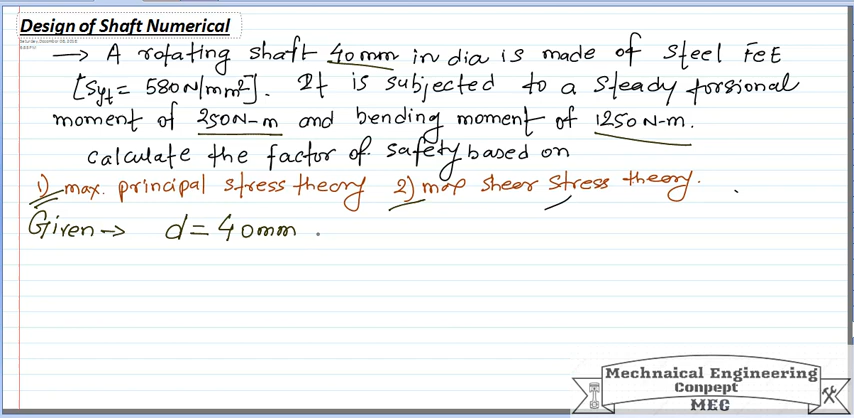 Design of Shaft Numerical
→ A rotating shaft 40mm in dia is made of steel FeE
[Syt = 580N/mm²]. It is subjected to a steady torsional
moment of 250N-m and bending moment of 1250 N-m.
calculate the factor of safety based on
1) max. principal stress theory 2) max sheer stress theory.
Given → d = 40mm
Mechnaical Engineering
Conpept
MEC